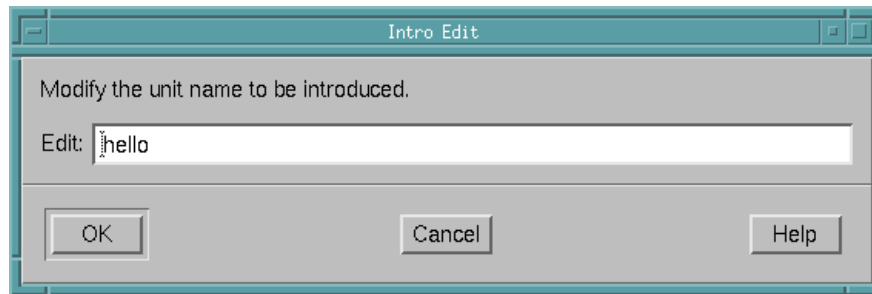 Intro Edit
Modify the unit name to be introduced.
Edit: hello
OK Cancel Help